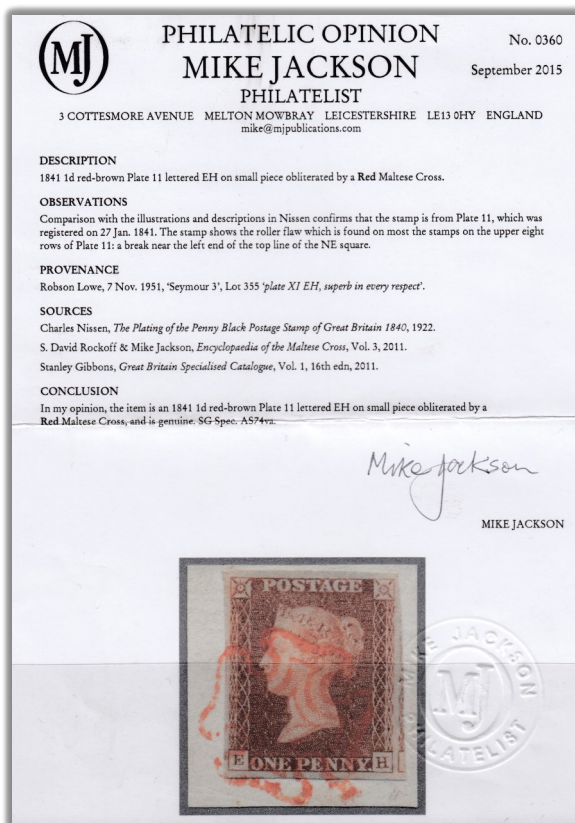 MJ
PHILATELIC OPINION
MIKE JACKSON
PHILATELIST
No. 0360
September 2015
3 COTTESMORE AVENUE MELTON MOWBRAY LEICESTERSHIRE LE13 0HY ENGLAND
mike@mjpublications.com
DESCRIPTION
1841 1d red-brown Plate 11 lettered EH on small piece obliterated by a Red Maltese Cross.
OBSERVATIONS
Comparison with the illustrations and descriptions in Nissen confirms that the stamp is from Plate 11, which was
registered on 27 Jan. 1841. The stamp shows the roller flaw which is found on most the stamps on the upper eight
rows of Plate 11: a break near the left end of the top line of the NE square.
PROVENANCE
Robson Lowe, 7 Nov. 1951, ‘Seymour 3’, Lot 355 ‘plate XI EH, superb in every respect’.
SOURCES
Charles Nissen, The Plating of the Penny Black Postage Stamp of Great Britain 1840, 1922.
S. David Rockoff & Mike Jackson, Encyclopaedia of the Maltese Cross, Vol. 3, 2011.
Stanley Gibbons, Great Britain Specialised Catalogue, Vol. 1, 16th edn, 2011.
CONCLUSION
In my opinion, the item is an 1841 1d red-brown Plate 11 lettered EH on small piece obliterated by a
Red Maltese Cross, and is genuine. SG Spec. AS74va.
Mike Jackson
MIKE JACKSON
POSTAGE
E ONE PENNY H
MIKE JACKSON
MJ
PHILATELIST